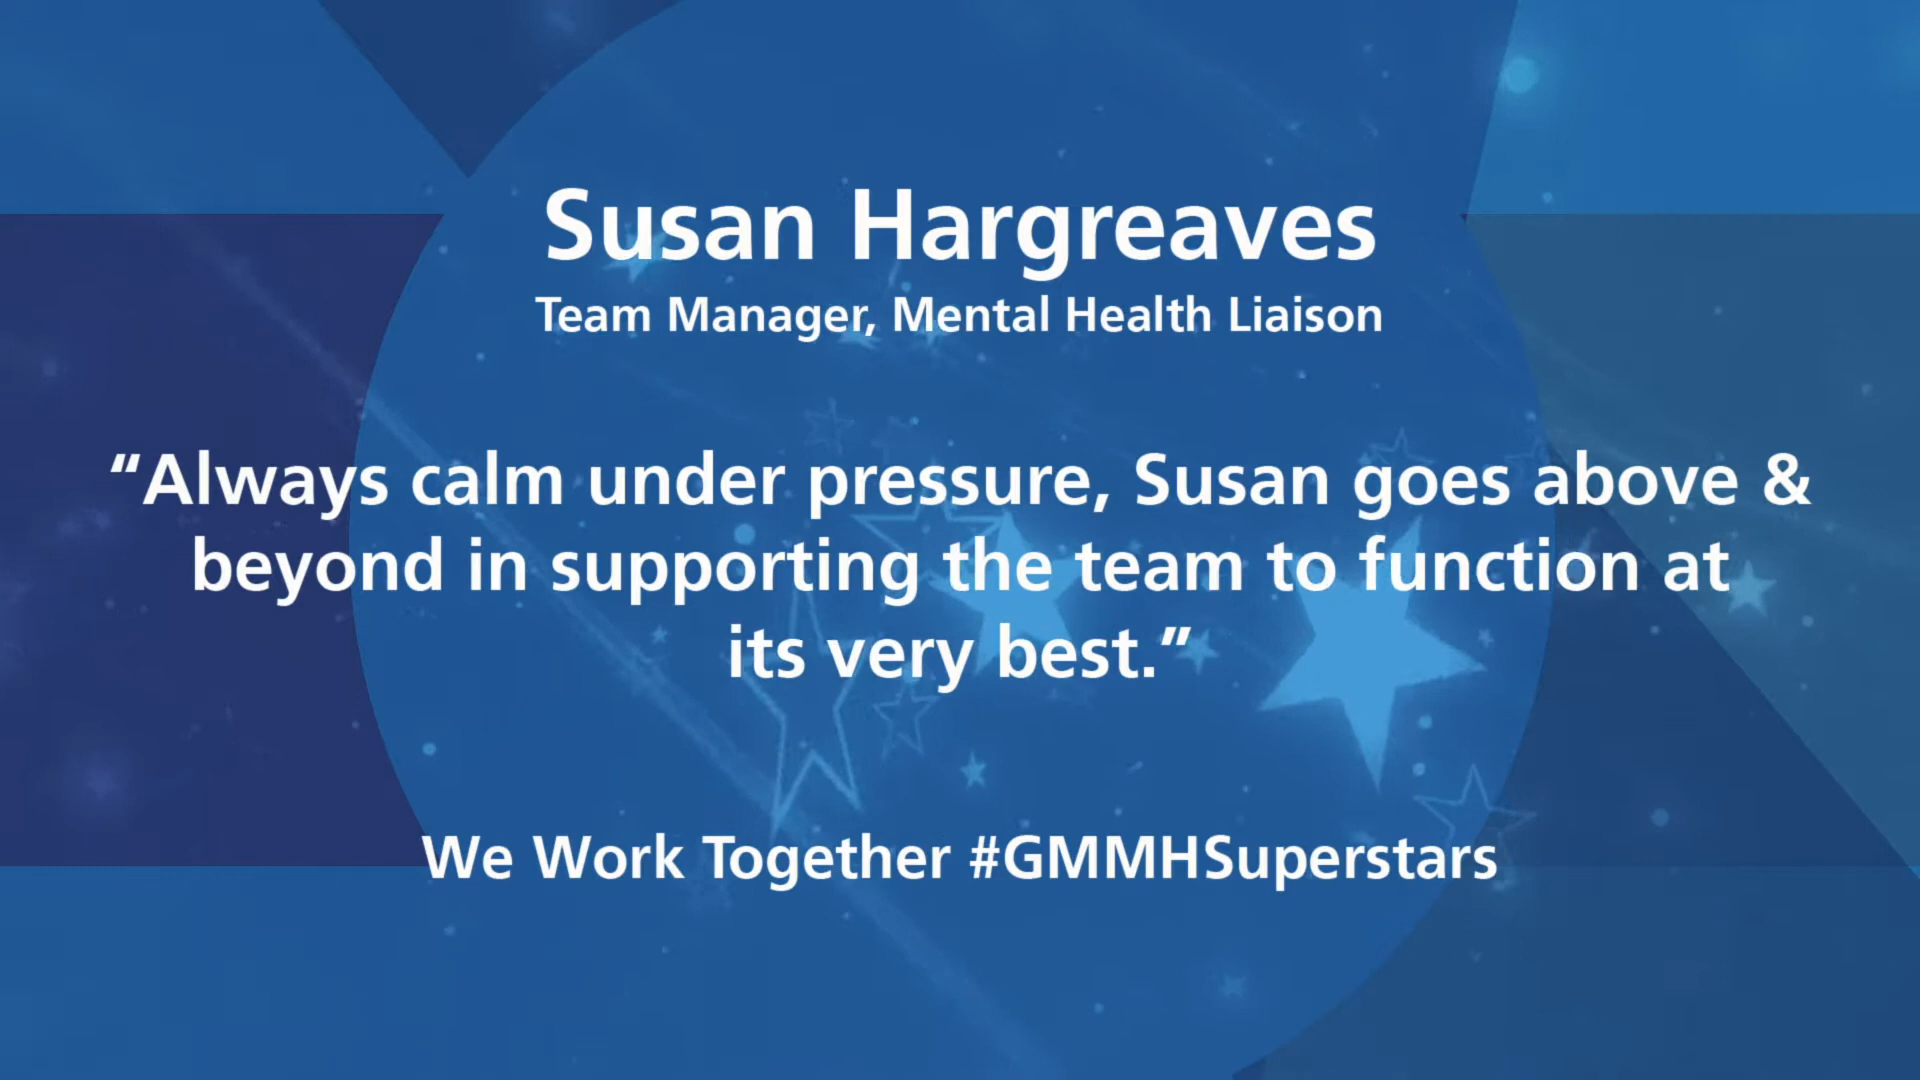 Susan Hargreaves
Team Manager, Mental Health Liaison
“Always calm under pressure, Susan goes above &
beyond in supporting the team to function at
its very best.”
We Work Together #GMMHSuperstars